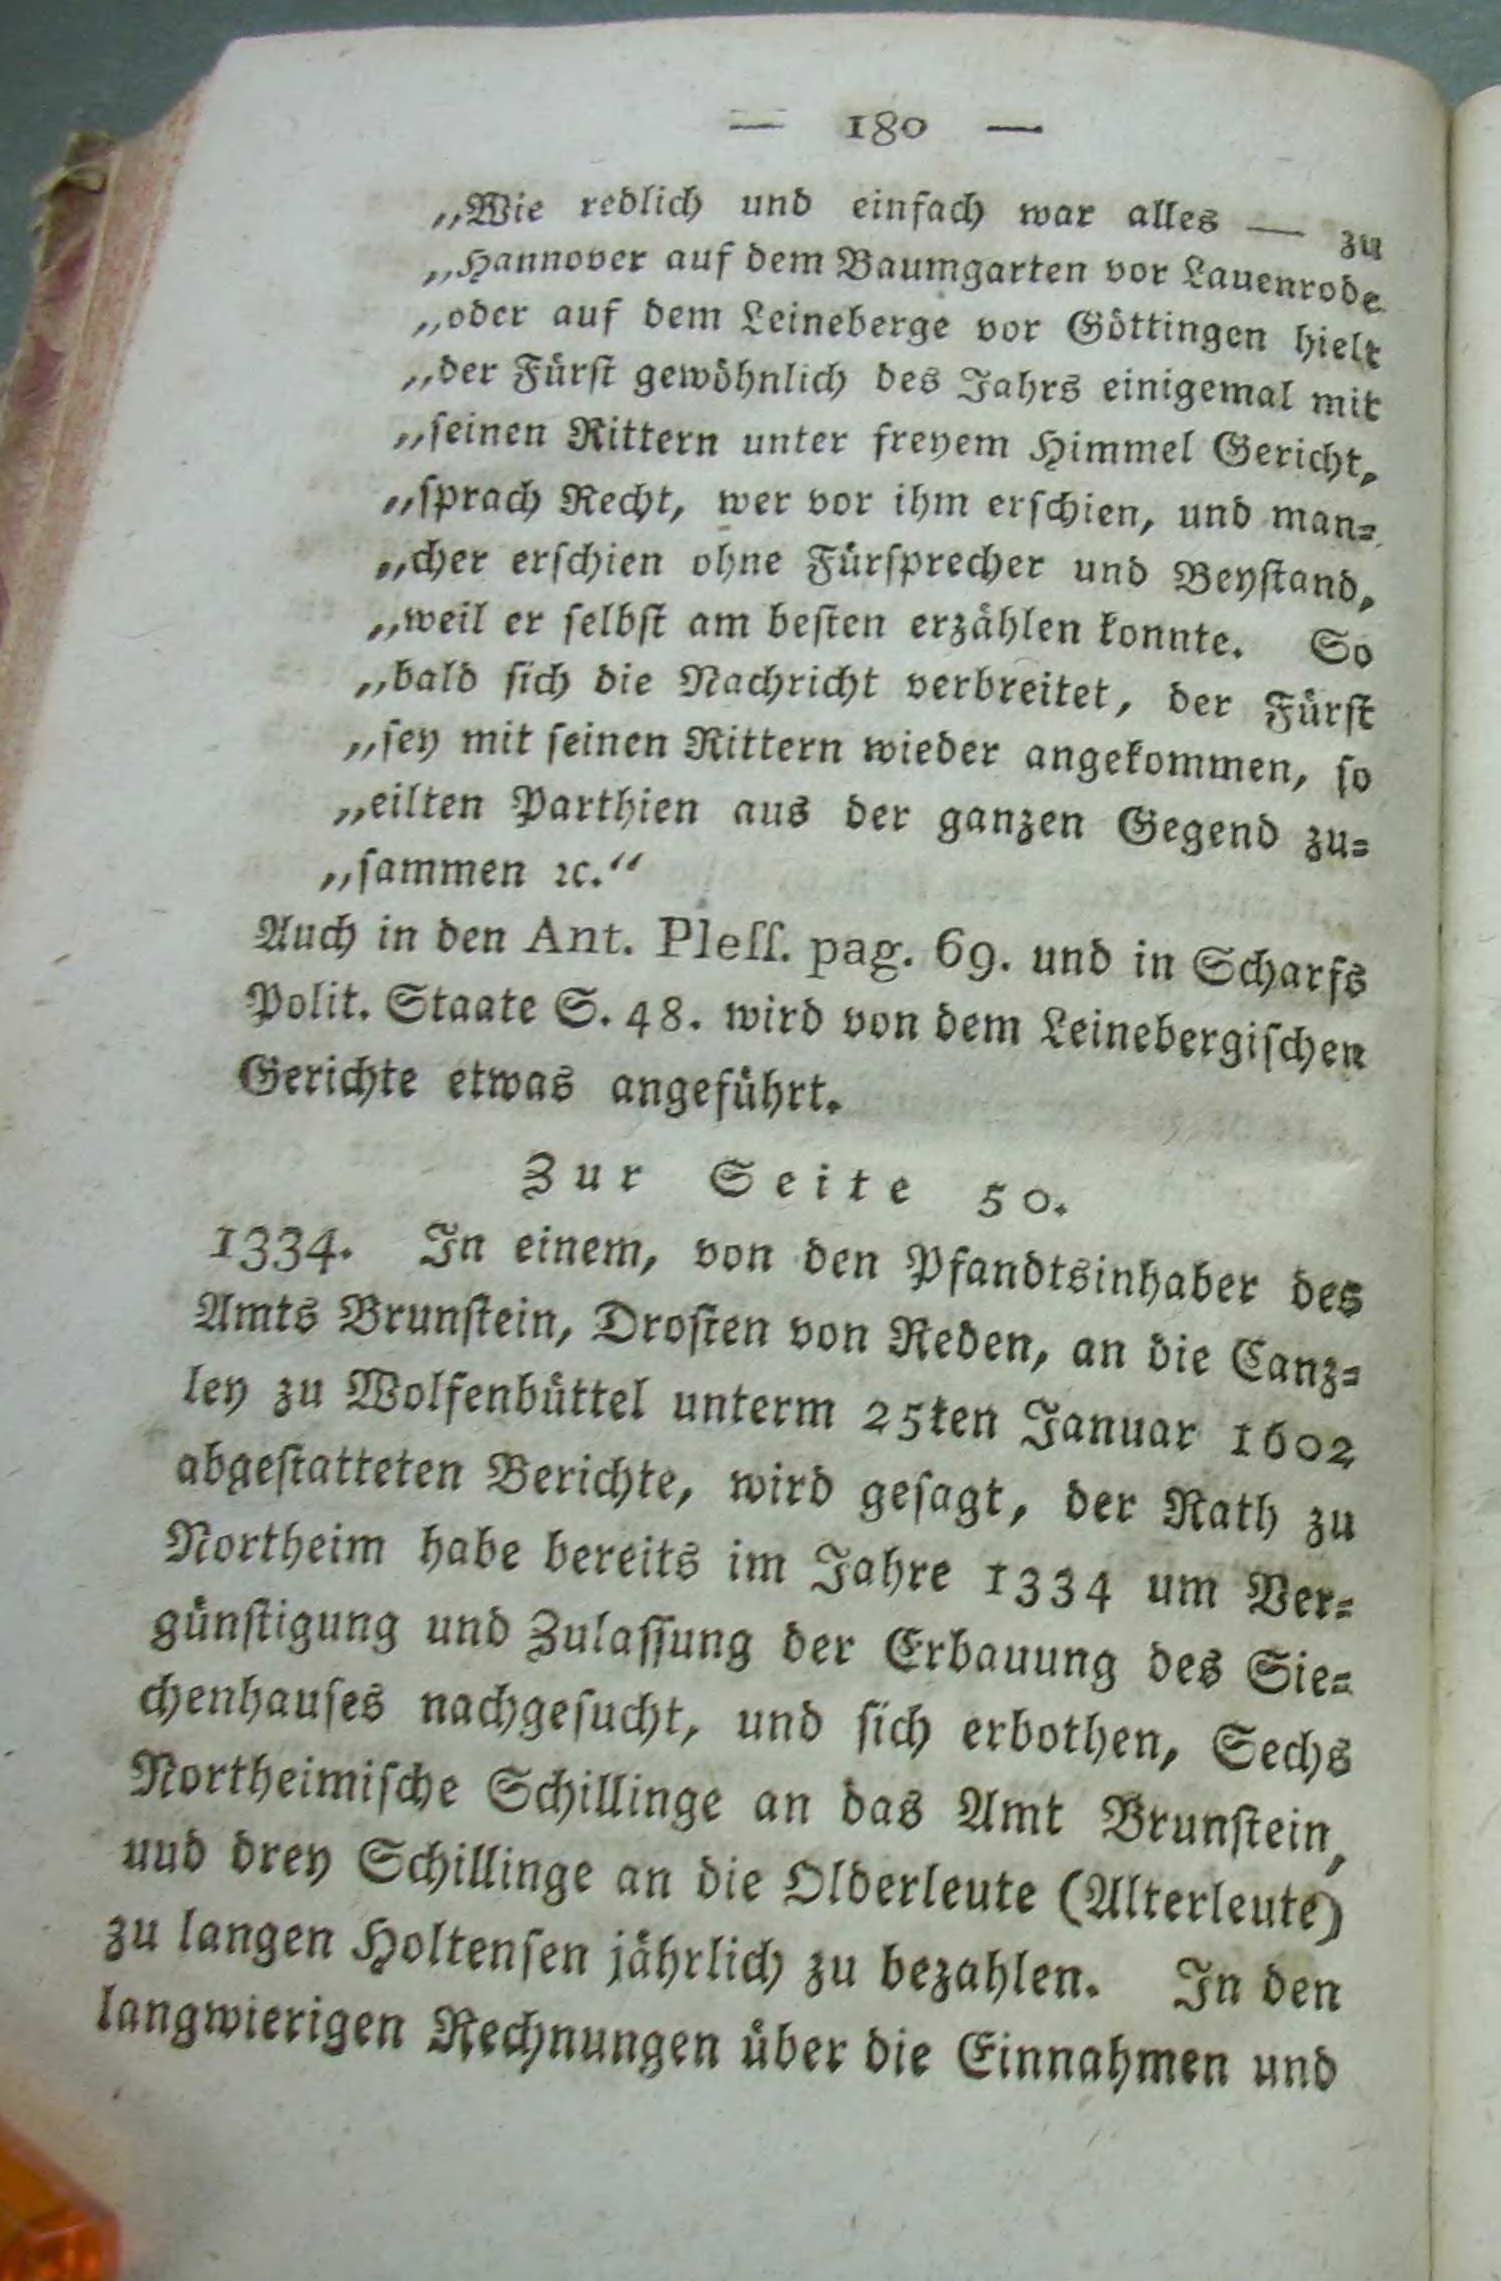 — 180 —
„Wie redlich und einfach war alles — zu
„Hannover auf dem Baumgarten vor Lauenrode
„oder auf dem Leineberge vor Göttingen hielt
„der Fürſt gewöhnlich des Jahrs einigemal mit
„ſeinen Rittern unter freyem Himmel Gericht,
„ſprach Recht, wer vor ihm erſchien, und man=
„cher erſchien ohne Fürſprecher und Beyſtand,
„weil er ſelbſt am beſten erzählen konnte. So
„bald ſich die Nachricht verbreitet, der Fürſt
„ſey mit ſeinen Rittern wieder angekommen, ſo
„eilten Parthien aus der ganzen Gegend zu=
„ſammen ꝛc.“
Auch in den Ant. Pleſſ. pag. 69. und in Scharfs
Polit. Staate S. 48. wird von dem Leinebergiſchen
Gerichte etwas angeführt.
Zur Seite 50.
1334. In einem, von den Pfandtsinhaber des
Amts Brunſtein, Droſten von Reden, an die Canz=
ley zu Wolfenbüttel unterm 25ten Januar 1602
abgeſtatteten Berichte, wird geſagt, der Rath zu
Northeim habe bereits im Jahre 1334 um Ver=
günſtigung und Zulaſſung der Erbauung des Sie=
chenhauſes nachgeſucht, und ſich erbothen, Sechs
Northeimiſche Schillinge an das Amt Brunſtein,
uud drey Schillinge an die Olderleute (Alterleute)
zu langen Holtenſen jährlich zu bezahlen. In den
langwierigen Rechnungen über die Einnahmen und